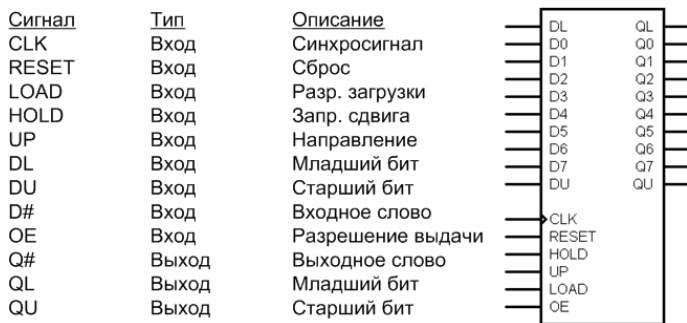 Сигнал Тип Описание
CLK Вход Синхросигнал
RESET Вход Сброс
LOAD Вход Разр. загрузки
HOLD Вход Запр. сдвига
UP Вход Направление
DL Вход Младший бит
DU Вход Старший бит
D# Вход Входное слово
OE Вход Разрешение выдачи
Q# Выход Выходное слово
QL Выход Младший бит
QU Выход Старший бит
DL QL
D0 Q0
D1 Q1
D2 Q2
D3 Q3
D4 Q4
D5 Q5
D6 Q6
D7 Q7
DU QU
CLK
RESET
HOLD
UP
LOAD
OE